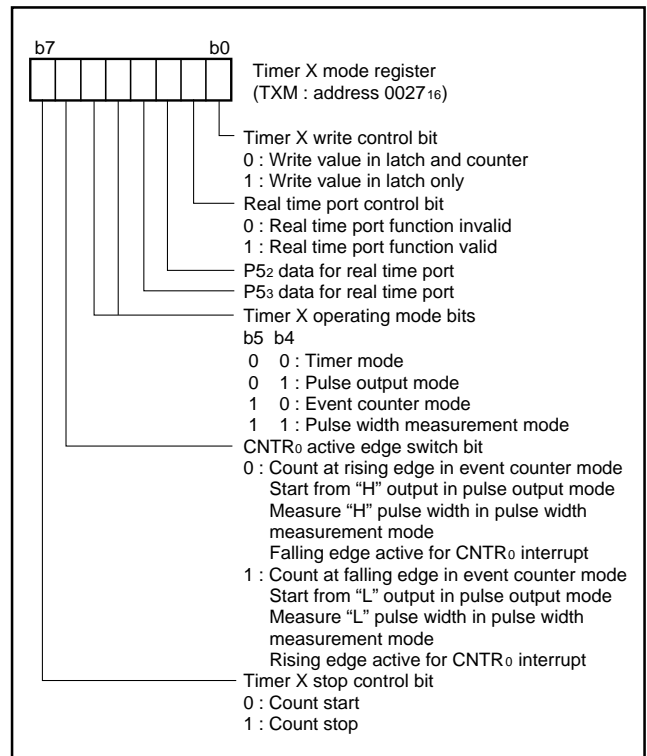 b7 b0
Timer X mode register
(TXM : address 0027₁₆)
Timer X write control bit
0 : Write value in latch and counter
1 : Write value in latch only
Real time port control bit
0 : Real time port function invalid
1 : Real time port function valid
P5₂ data for real time port
P5₃ data for real time port
Timer X operating mode bits
b5 b4
0 0 : Timer mode
0 1 : Pulse output mode
1 0 : Event counter mode
1 1 : Pulse width measurement mode
CNTR₀ active edge switch bit
0 : Count at rising edge in event counter mode
Start from “H” output in pulse output mode
Measure “H” pulse width in pulse width
measurement mode
Falling edge active for CNTR₀ interrupt
1 : Count at falling edge in event counter mode
Start from “L” output in pulse output mode
Measure “L” pulse width in pulse width
measurement mode
Rising edge active for CNTR₀ interrupt
Timer X stop control bit
0 : Count start
1 : Count stop